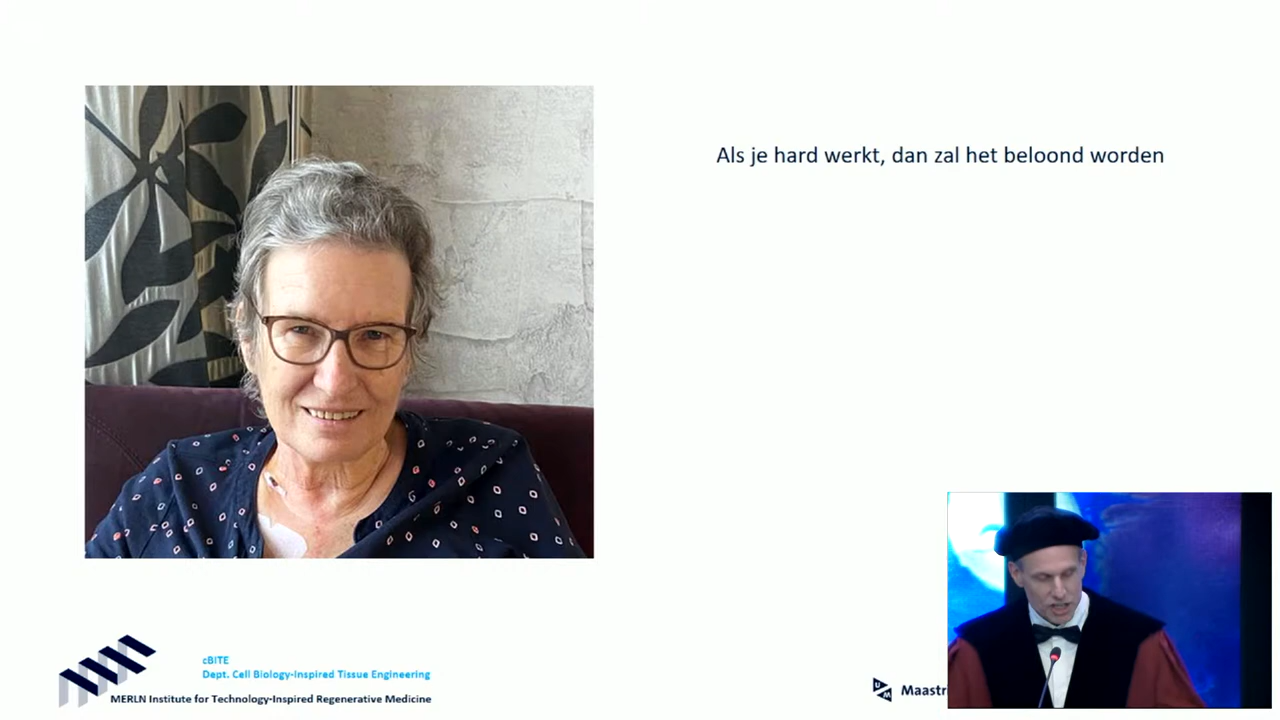 Als je hard werkt, dan zal het beloond worden
cBITE
Dept. Cell Biology-Inspired Tissue Engineering
MERLN Institute for Technology-Inspired Regenerative Medicine
UM